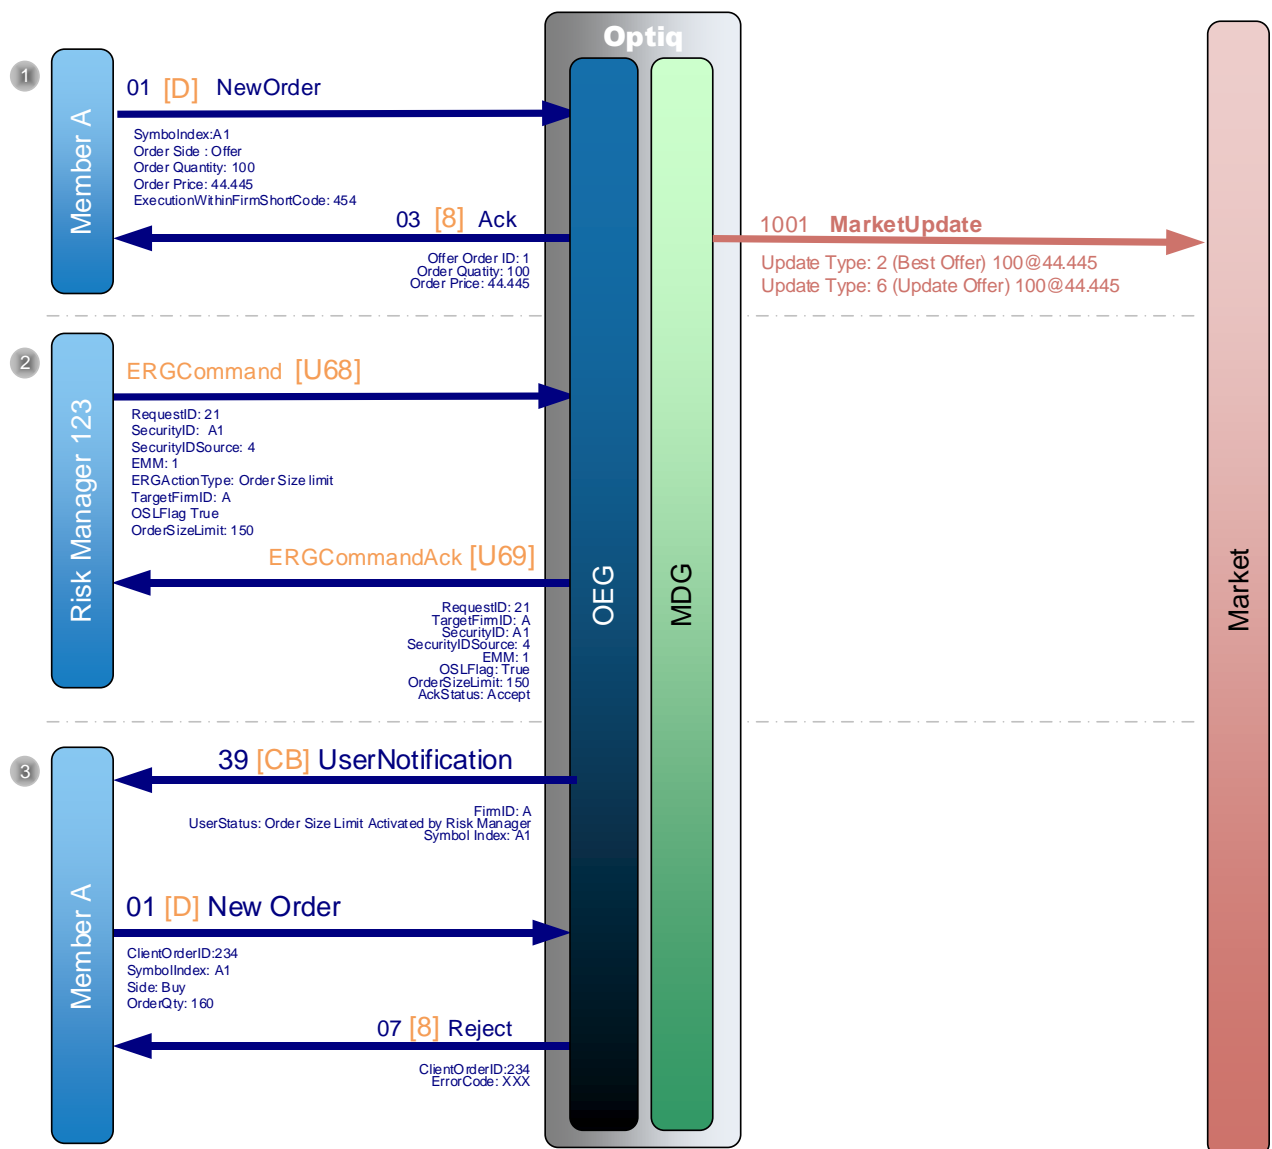 Optiq
1
Member A
01 [D] NewOrder
SymbolIndex:A1
Order Side : Offer
Order Quantity: 100
Order Price: 44.445
ExecutionWithinFirmShortCode: 454
03 [8] Ack
Offer Order ID: 1
Order Quatity: 100
Order Price: 44.445
1001 MarketUpdate
Update Type: 2 (Best Offer) 100@44.445
Update Type: 6 (Update Offer) 100@44.445
2
Risk Manager 123
ERGCommand [U68]
RequestID: 21
SecurityID: A1
SecurityIDSource: 4
EMM: 1
ERGActionType: Order Size limit
TargetFirmID: A
OSLFlag True
OrderSizeLimit: 150
ERGCommandAck [U69]
RequestID: 21
TargetFirmID: A
SecurityID: A1
SecurityIDSource: 4
EMM: 1
OSLFlag: True
OrderSizeLimit: 150
AckStatus: Accept
OEG
MDG
Market
3
Member A
39 [CB] UserNotification
FirmID: A
UserStatus: Order Size Limit Activated by Risk Manager
Symbol Index: A1
01 [D] New Order
ClientOrderID:234
SymbolIndex: A1
Side: Buy
OrderQty: 160
07 [8] Reject
ClientOrderID:234
ErrorCode: XXX